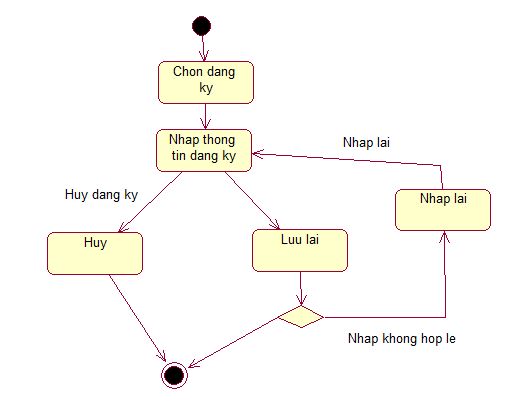 Chon dang
ky
Nhap thong
tin dang ky
Nhap lai
Huy dang ky
Nhap lai
Huy
Luu lai
Nhap khong hop le